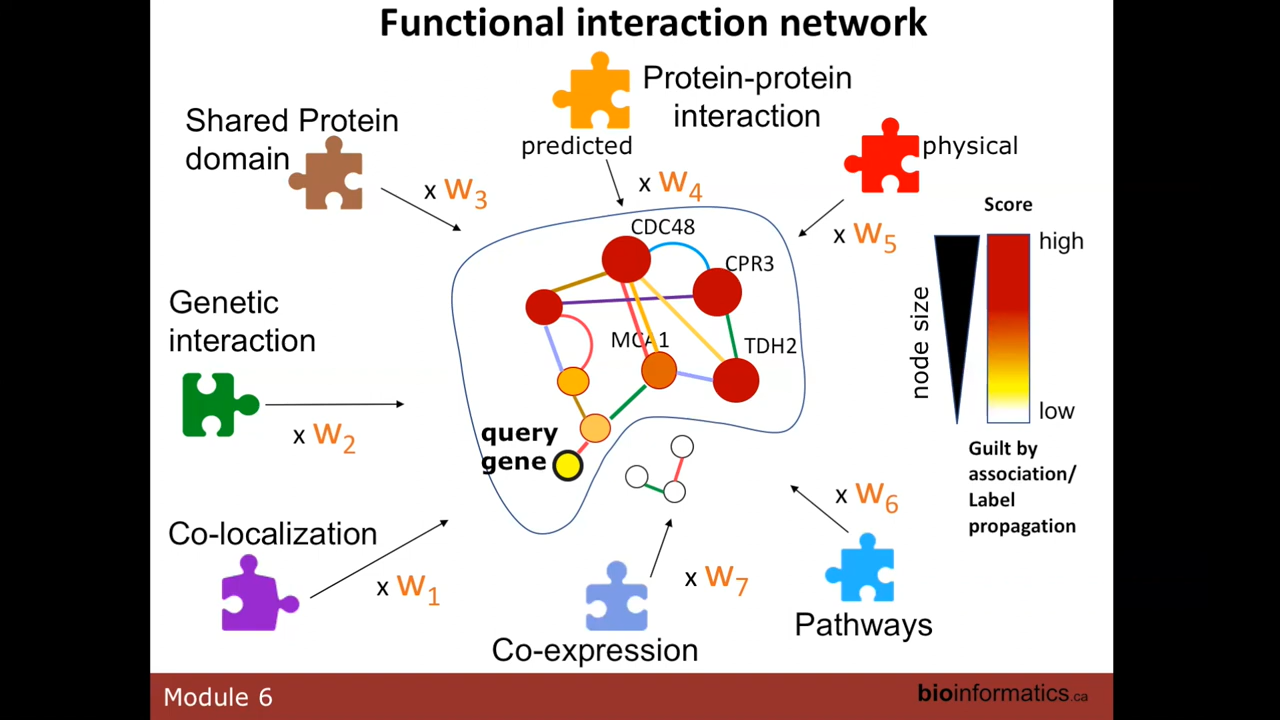 Functional interaction network
Protein-protein
interaction
Shared Protein
domain
predicted
physical
x W3
x W4
x W5
Score
high
CDC48
CPR3
Genetic
interaction
MCA1
TDH2
node size
low
x W2
query
gene
Guilt by
association/
Label
propagation
x W6
Co-localization
x W1
x W7
Pathways
Co-expression
Module 6
bioinformatics.ca